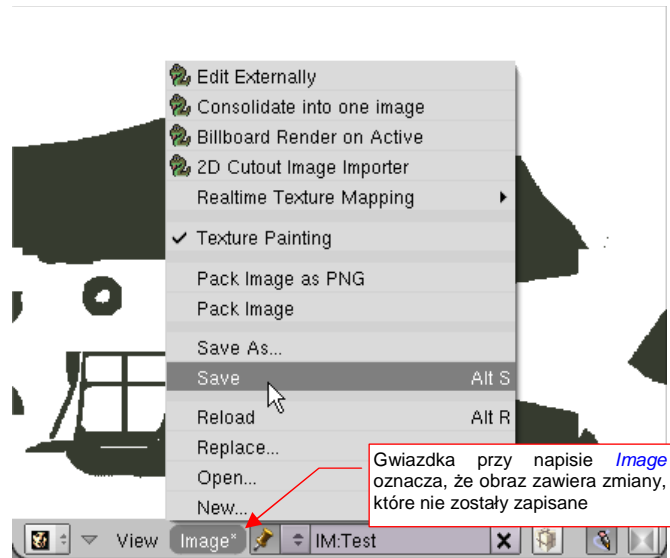 Edit Externally
Consolidate into one image
Billboard Render on Active
2D Cutout Image Importer
Realtime Texture Mapping
Texture Painting
Pack Image as PNG
Pack Image
Save As...
Save Alt S
Reload Alt R
Replace...
Open...
New...
Gwiazdka przy napisie Image
oznacza, że obraz zawiera zmiany,
które nie zostały zapisane
View Image* IM:Test